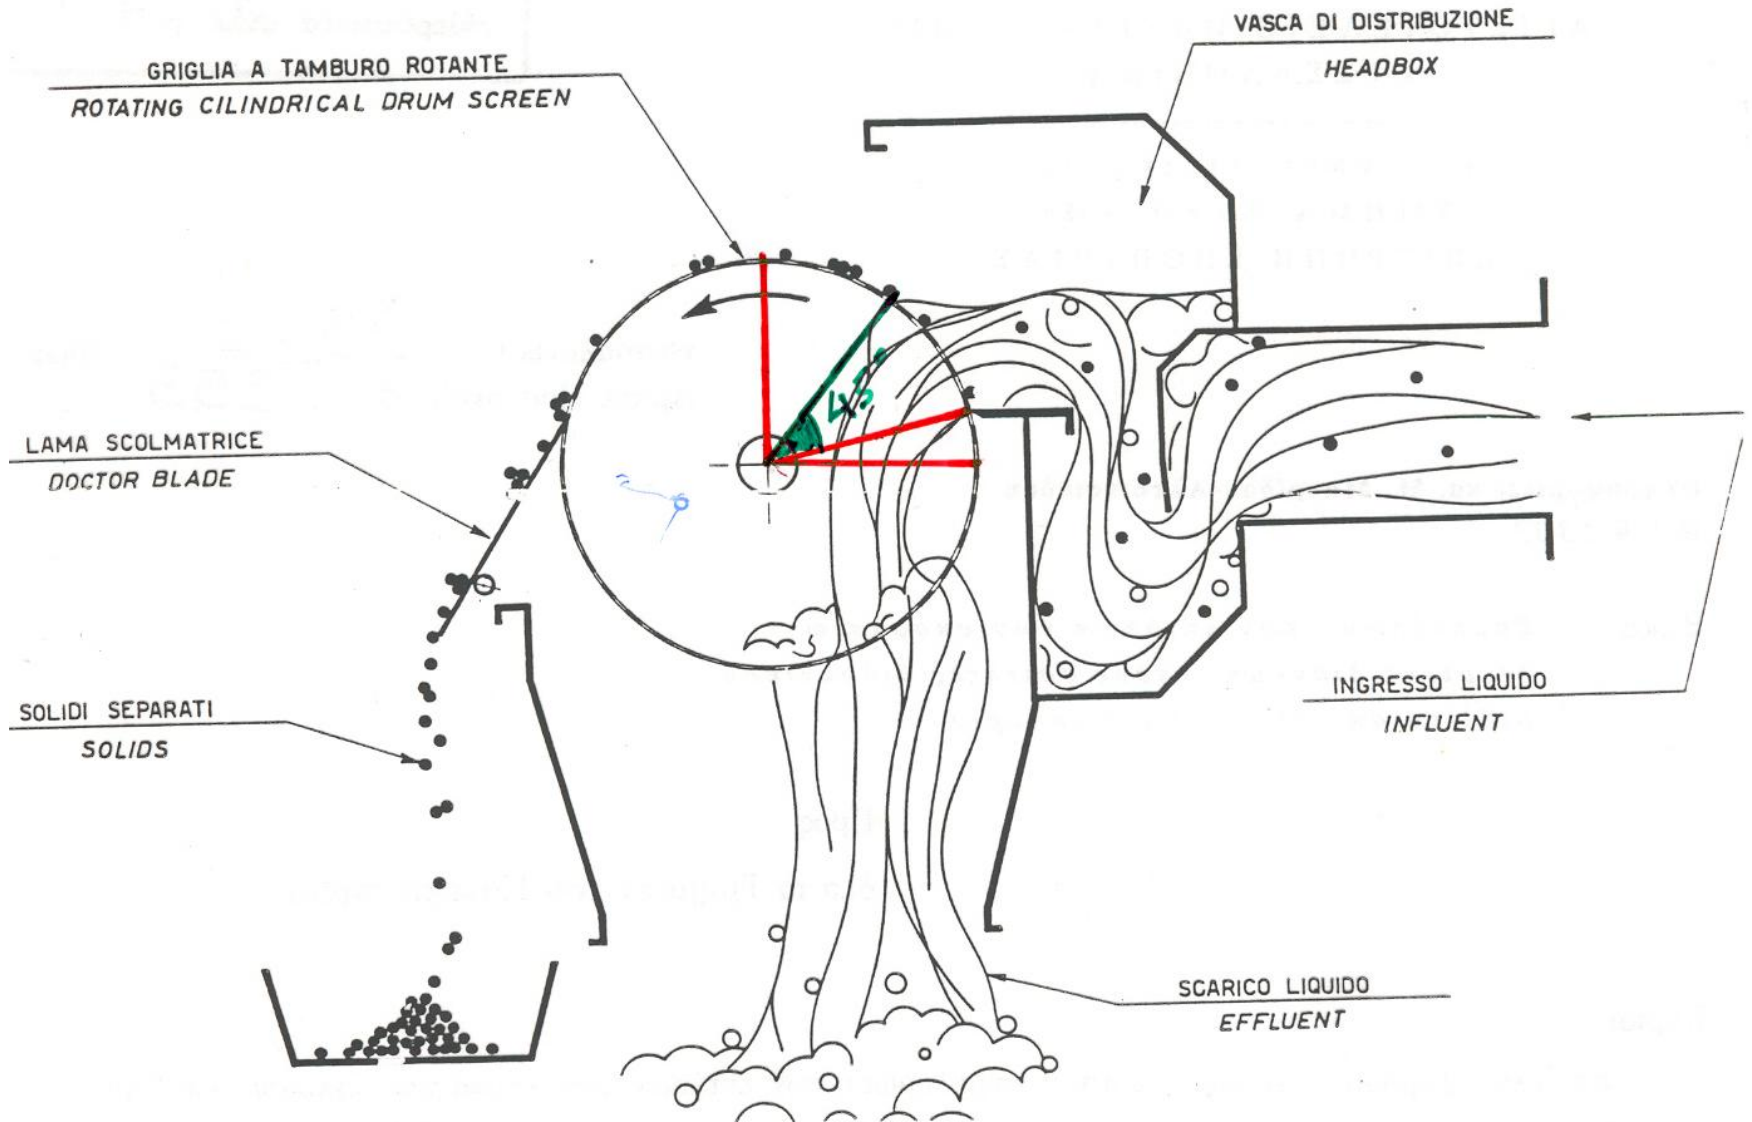 VASCA DI DISTRIBUZIONE
HEADBOX
GRIGLIA A TAMBURO ROTANTE
ROTATING CILINDRICAL DRUM SCREEN
45°
LAMA SCOLMATRICE
DOCTOR BLADE
SOLIDI SEPARATI
SOLIDS
INGRESSO LIQUIDO
INFLUENT
SCARICO LIQUIDO
EFFLUENT